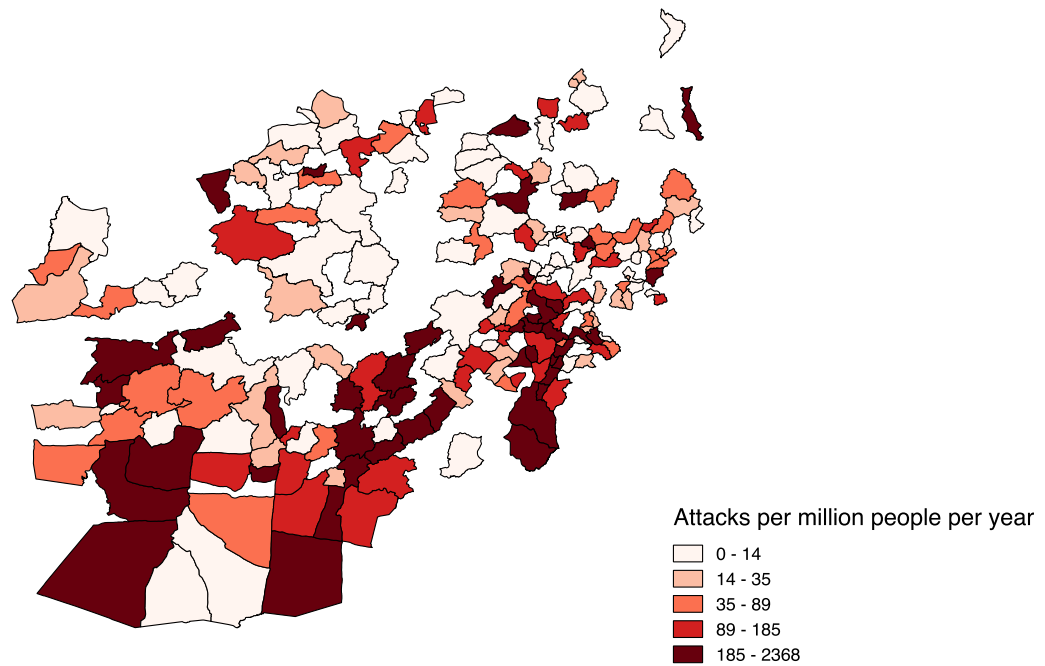 Attacks per million people per year
0 - 14
14 - 35
35 - 89
89 - 185
185 - 2368